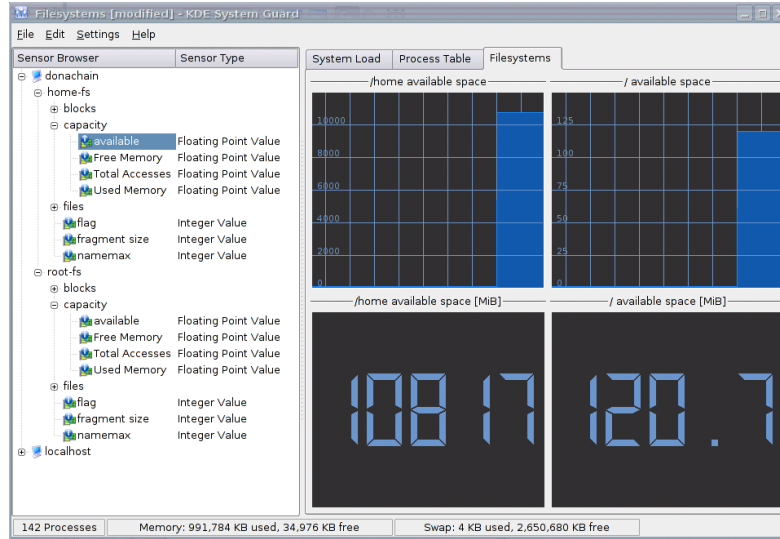 Filesystems [modified] - KDE System Guard
File Edit Settings Help
Sensor Browser Sensor Type
donachain
home-fs
blocks
capacity
available Floating Point Value
Free Memory Floating Point Value
Total Accesses Floating Point Value
Used Memory Floating Point Value
files
flag Integer Value
fragment size Integer Value
namemax Integer Value
root-fs
blocks
capacity
available Floating Point Value
Free Memory Floating Point Value
Total Accesses Floating Point Value
Used Memory Floating Point Value
files
flag Integer Value
fragment size Integer Value
namemax Integer Value
localhost
System Load Process Table Filesystems
/home available space
10000
8000
6000
4000
2000
0
/ available space
125
100
75
50
25
0
/home available space [MiB]
10817
/ available space [MiB]
120.7
142 Processes Memory: 991,784 KB used, 34,976 KB free Swap: 4 KB used, 2,650,680 KB free